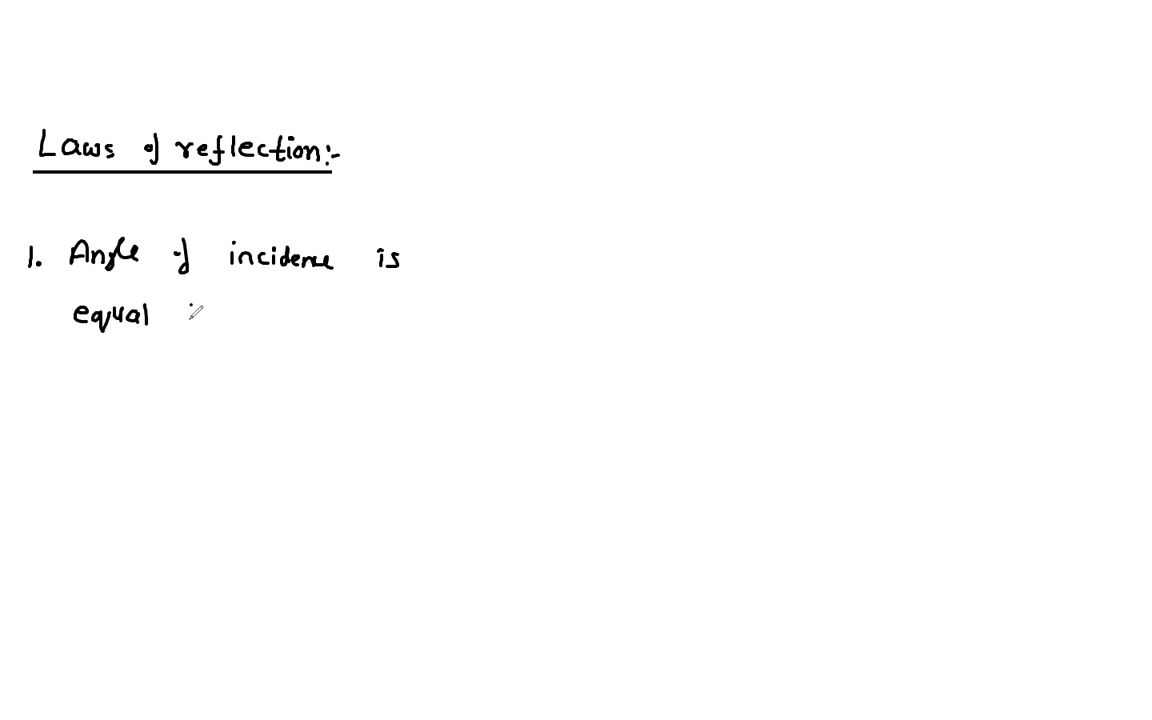 Laws of reflection:-
1. Angle of incidence is
equal